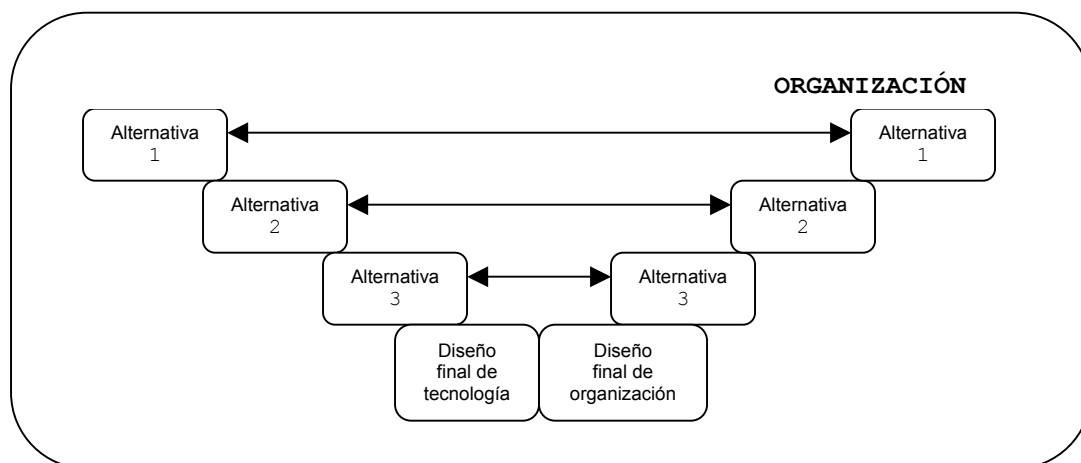 ORGANIZACIÓN
Alternativa
1
Alternativa
1
Alternativa
2
Alternativa
2
Alternativa
3
Alternativa
3
Diseño
final de
tecnología
Diseño
final de
organización